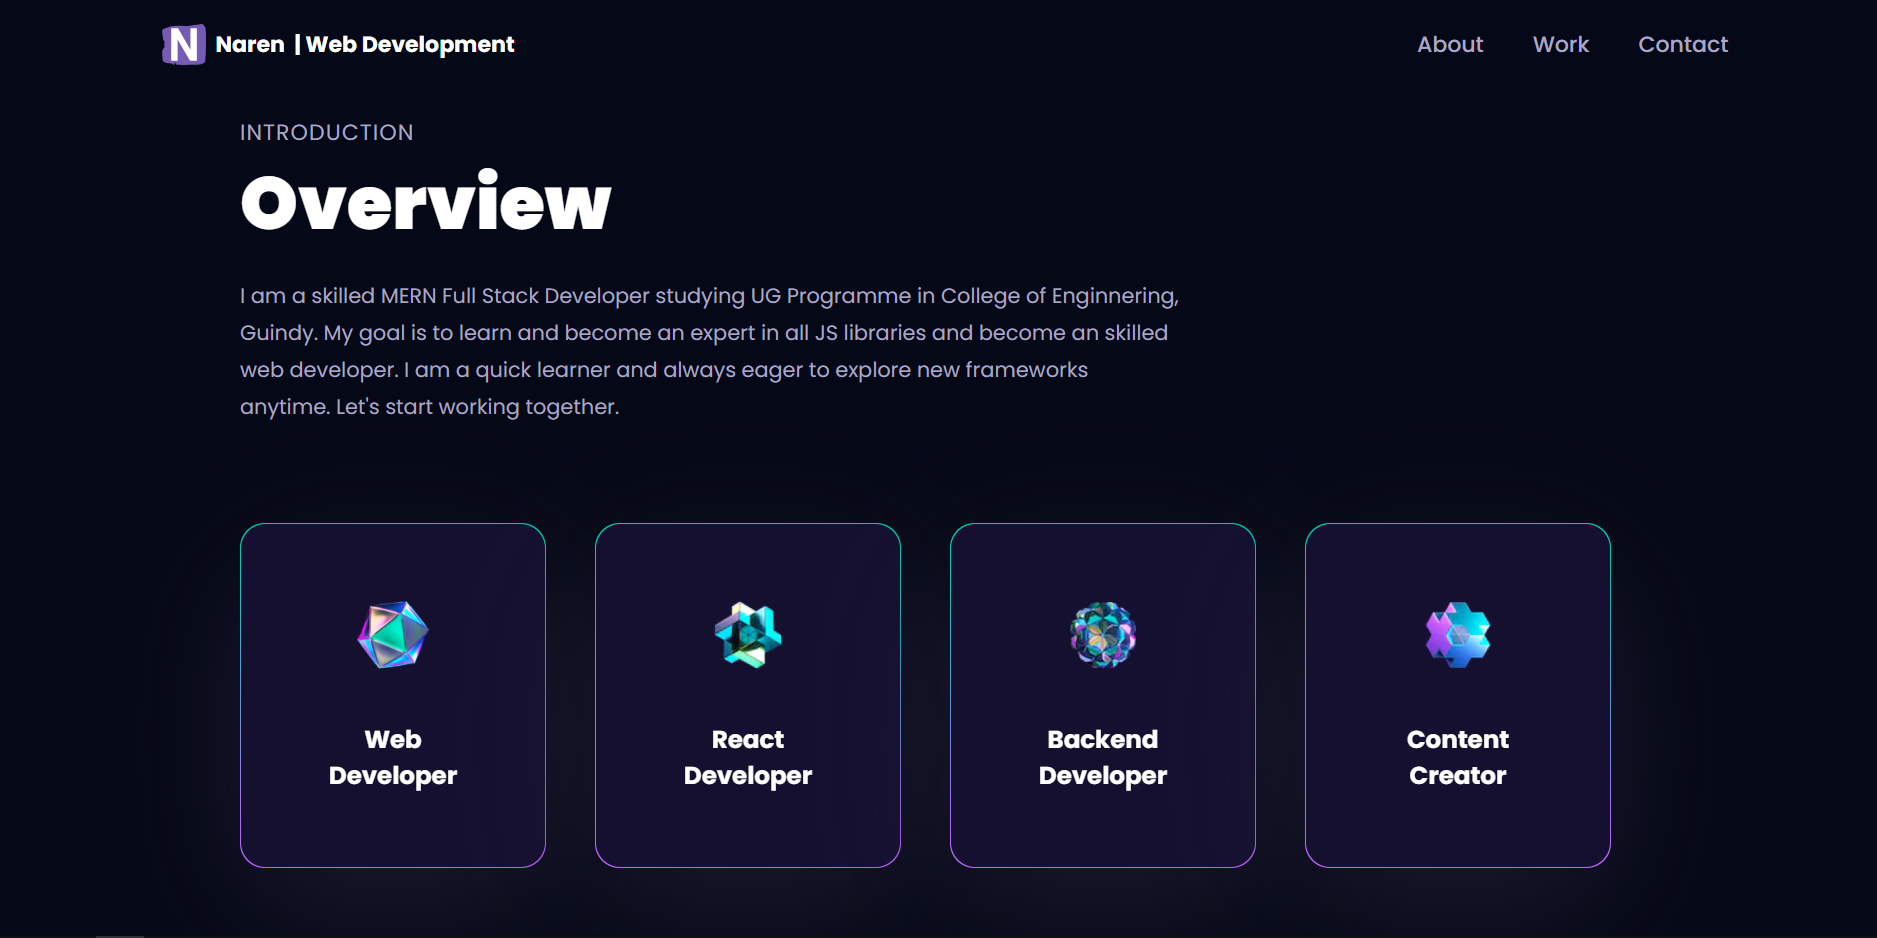 N Naren | Web Development
About Work Contact
INTRODUCTION
Overview
I am a skilled MERN Full Stack Developer studying UG Programme in College of Enginnering,
Guindy. My goal is to learn and become an expert in all JS libraries and become an skilled
web developer. I am a quick learner and always eager to explore new frameworks
anytime. Let's start working together.
Web
Developer
React
Developer
Backend
Developer
Content
Creator